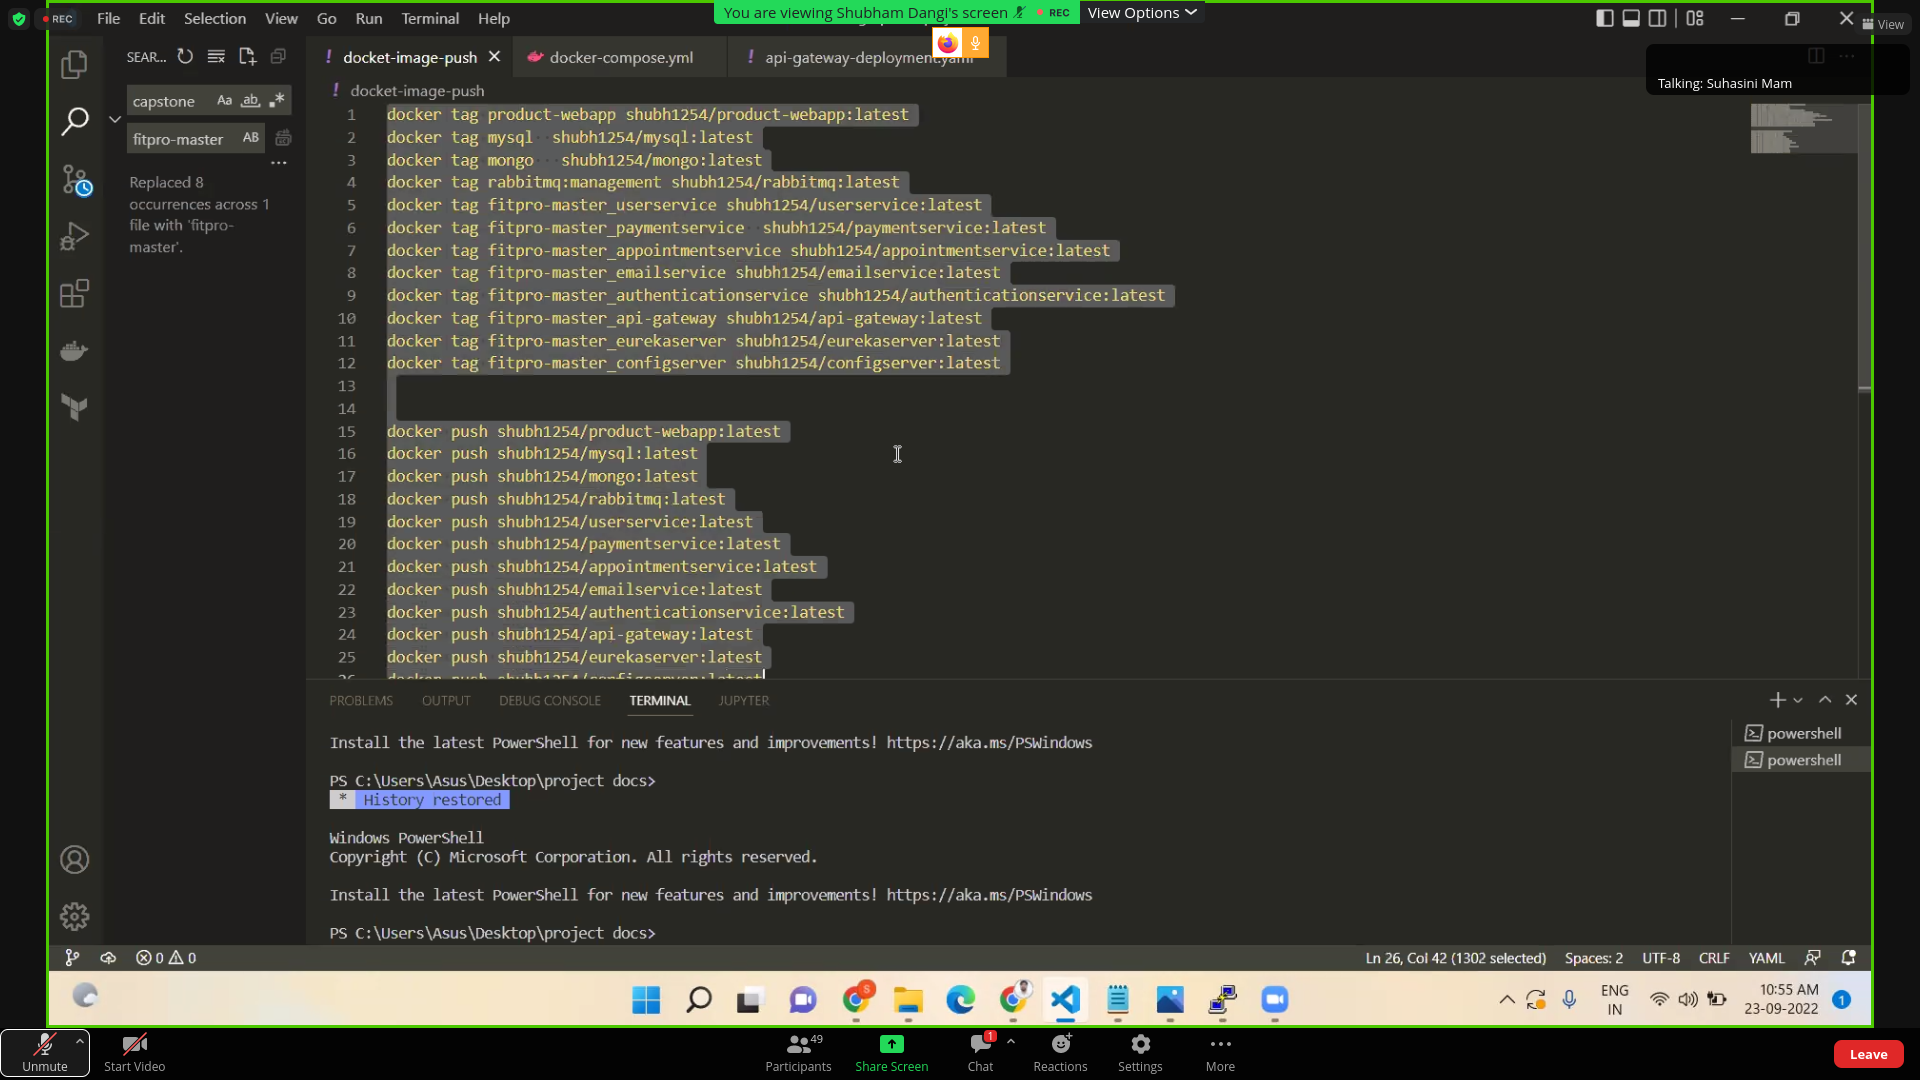 REC
File Edit Selection View Go Run Terminal Help
You are viewing Shubham Dangi's screen REC View Options
View
Talking: Suhasini Mam
SEAR...
capstone Aa ab
fitpro-master AB
Replaced 8
occurrences across 1
file with 'fitpro-
master'.
docket-image-push docker-compose.yml api-gateway-deployment.yaml
docket-image-push
1 docker tag product-webapp shubh1254/product-webapp:latest
2 docker tag mysql shubh1254/mysql:latest
3 docker tag mongo shubh1254/mongo:latest
4 docker tag rabbitmq:management shubh1254/rabbitmq:latest
5 docker tag fitpro-master_userservice shubh1254/userservice:latest
6 docker tag fitpro-master_paymentservice shubh1254/paymentservice:latest
7 docker tag fitpro-master_appointmentservice shubh1254/appointmentservice:latest
8 docker tag fitpro-master_emailservice shubh1254/emailservice:latest
9 docker tag fitpro-master_authenticationservice shubh1254/authenticationservice:latest
10 docker tag fitpro-master_api-gateway shubh1254/api-gateway:latest
11 docker tag fitpro-master_eurekaserver shubh1254/eurekaserver:latest
12 docker tag fitpro-master_configserver shubh1254/configserver:latest
13
14
15 docker push shubh1254/product-webapp:latest
16 docker push shubh1254/mysql:latest
17 docker push shubh1254/mongo:latest
18 docker push shubh1254/rabbitmq:latest
19 docker push shubh1254/userservice:latest
20 docker push shubh1254/paymentservice:latest
21 docker push shubh1254/appointmentservice:latest
22 docker push shubh1254/emailservice:latest
23 docker push shubh1254/authenticationservice:latest
24 docker push shubh1254/api-gateway:latest
25 docker push shubh1254/eurekaserver:latest
26 docker push shubh1254/configserver:latest
PROBLEMS OUTPUT DEBUG CONSOLE TERMINAL JUPYTER
Install the latest PowerShell for new features and improvements! https://aka.ms/PSWindows
PS C:\Users\Asus\Desktop\project docs>
* History restored
Windows PowerShell
Copyright (C) Microsoft Corporation. All rights reserved.
Install the latest PowerShell for new features and improvements! https://aka.ms/PSWindows
PS C:\Users\Asus\Desktop\project docs>
powershell
powershell
0 0 Ln 26, Col 42 (1302 selected) Spaces: 2 UTF-8 CRLF YAML
S
ENG
IN
10:55 AM
23-09-2022
1
Unmute Start Video Participants 49 Share Screen Chat 1 Reactions Settings More Leave